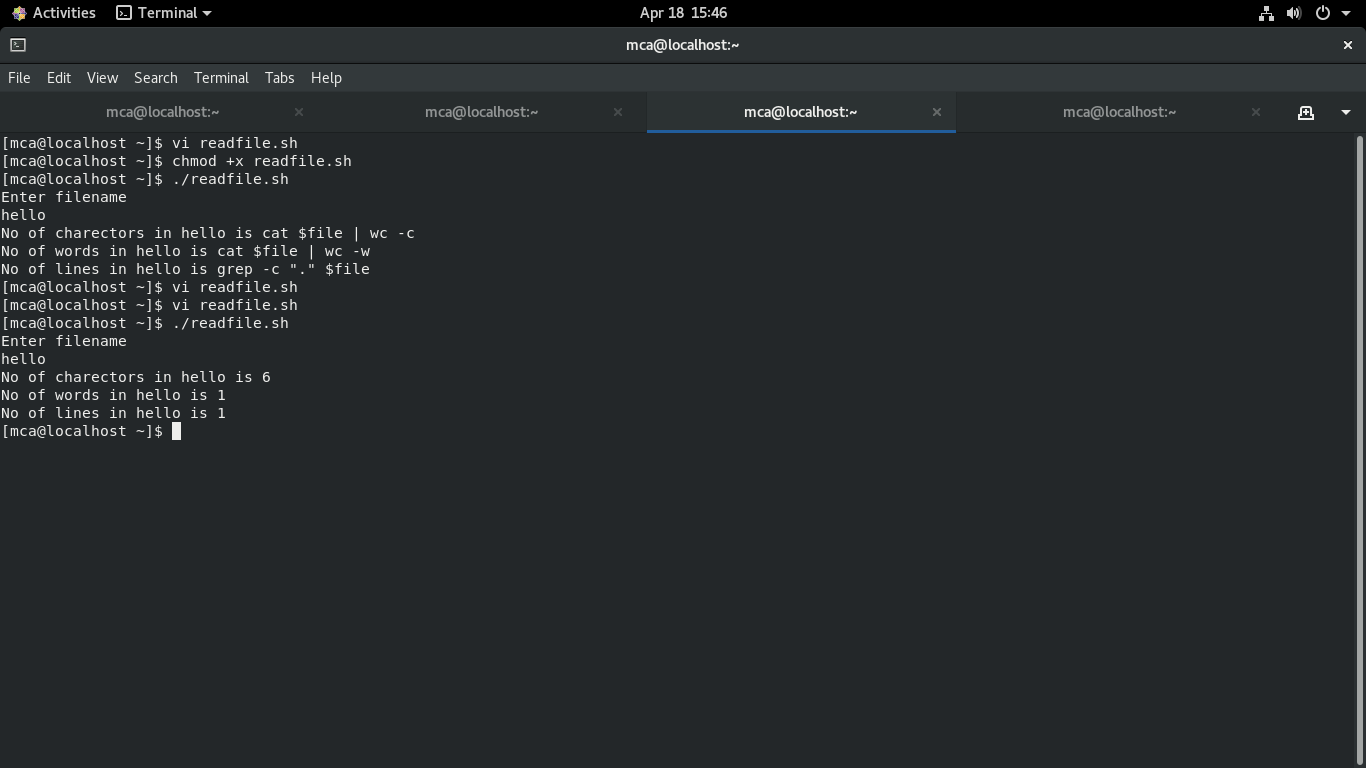 Activities Terminal Apr 18 15:46
mca@localhost:~
File Edit View Search Terminal Tabs Help
mca@localhost:~ mca@localhost:~ mca@localhost:~ mca@localhost:~
[mca@localhost ~]$ vi readfile.sh
[mca@localhost ~]$ chmod +x readfile.sh
[mca@localhost ~]$ ./readfile.sh
Enter filename
hello
No of charectors in hello is cat $file | wc -c
No of words in hello is cat $file | wc -w
No of lines in hello is grep -c "." $file
[mca@localhost ~]$ vi readfile.sh
[mca@localhost ~]$ vi readfile.sh
[mca@localhost ~]$ ./readfile.sh
Enter filename
hello
No of charectors in hello is 6
No of words in hello is 1
No of lines in hello is 1
[mca@localhost ~]$